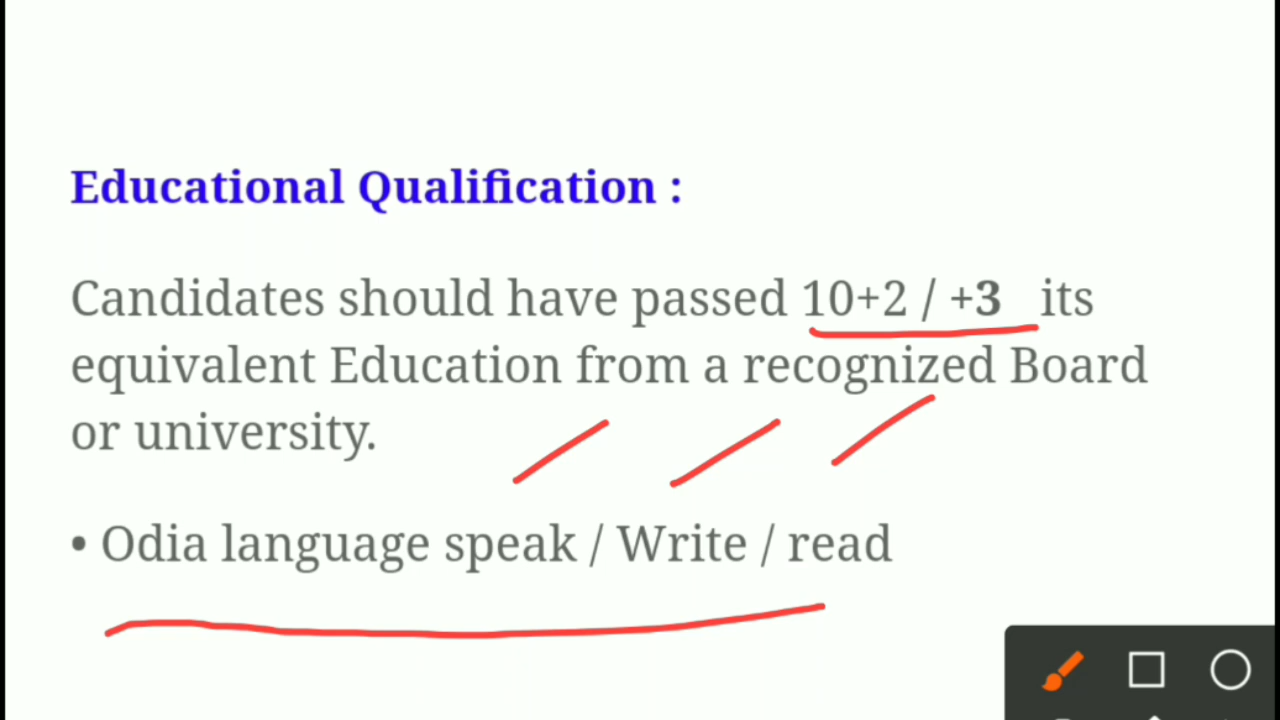 Educational Qualification :
Candidates should have passed 10+2 / +3 its
equivalent Education from a recognized Board
or university.
• Odia language speak / Write / read